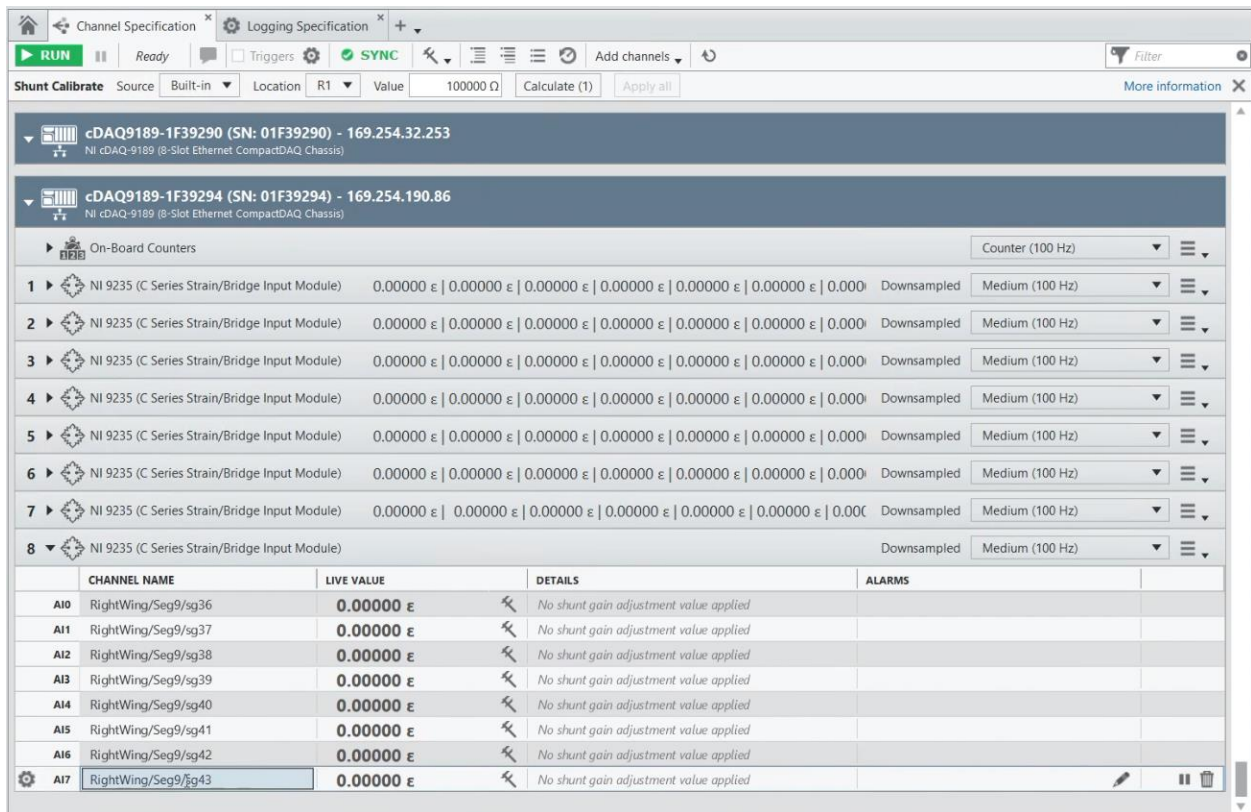 Channel Specification × Logging Specification × +
RUN Ready Triggers SYNC Add channels Filter
Shunt Calibrate Source Built-in Location R1 Value 100000 Ω Calculate (1) Apply all More information
cDAQ9189-1F39290 (SN: 01F39290) - 169.254.32.253
NI cDAQ-9189 (8-Slot Ethernet CompactDAQ Chassis)
cDAQ9189-1F39294 (SN: 01F39294) - 169.254.190.86
NI cDAQ-9189 (8-Slot Ethernet CompactDAQ Chassis)
123 On-Board Counters Counter (100 Hz)
1 NI 9235 (C Series Strain/Bridge Input Module) 0.00000 ε | 0.00000 ε | 0.00000 ε | 0.00000 ε | 0.00000 ε | 0.00000 ε | 0.000 Downsampled Medium (100 Hz)
2 NI 9235 (C Series Strain/Bridge Input Module) 0.00000 ε | 0.00000 ε | 0.00000 ε | 0.00000 ε | 0.00000 ε | 0.00000 ε | 0.000 Downsampled Medium (100 Hz)
3 NI 9235 (C Series Strain/Bridge Input Module) 0.00000 ε | 0.00000 ε | 0.00000 ε | 0.00000 ε | 0.00000 ε | 0.00000 ε | 0.000 Downsampled Medium (100 Hz)
4 NI 9235 (C Series Strain/Bridge Input Module) 0.00000 ε | 0.00000 ε | 0.00000 ε | 0.00000 ε | 0.00000 ε | 0.00000 ε | 0.000 Downsampled Medium (100 Hz)
5 NI 9235 (C Series Strain/Bridge Input Module) 0.00000 ε | 0.00000 ε | 0.00000 ε | 0.00000 ε | 0.00000 ε | 0.00000 ε | 0.000 Downsampled Medium (100 Hz)
6 NI 9235 (C Series Strain/Bridge Input Module) 0.00000 ε | 0.00000 ε | 0.00000 ε | 0.00000 ε | 0.00000 ε | 0.00000 ε | 0.000 Downsampled Medium (100 Hz)
7 NI 9235 (C Series Strain/Bridge Input Module) 0.00000 ε | 0.00000 ε | 0.00000 ε | 0.00000 ε | 0.00000 ε | 0.00000 ε | 0.000 Downsampled Medium (100 Hz)
8 NI 9235 (C Series Strain/Bridge Input Module) Downsampled Medium (100 Hz)
CHANNEL NAME LIVE VALUE DETAILS ALARMS
AI0 RightWing/Seg9/sg36 0.00000 ε No shunt gain adjustment value applied
AI1 RightWing/Seg9/sg37 0.00000 ε No shunt gain adjustment value applied
AI2 RightWing/Seg9/sg38 0.00000 ε No shunt gain adjustment value applied
AI3 RightWing/Seg9/sg39 0.00000 ε No shunt gain adjustment value applied
AI4 RightWing/Seg9/sg40 0.00000 ε No shunt gain adjustment value applied
AI5 RightWing/Seg9/sg41 0.00000 ε No shunt gain adjustment value applied
AI6 RightWing/Seg9/sg42 0.00000 ε No shunt gain adjustment value applied
AI7 RightWing/Seg9/sg43 0.00000 ε No shunt gain adjustment value applied